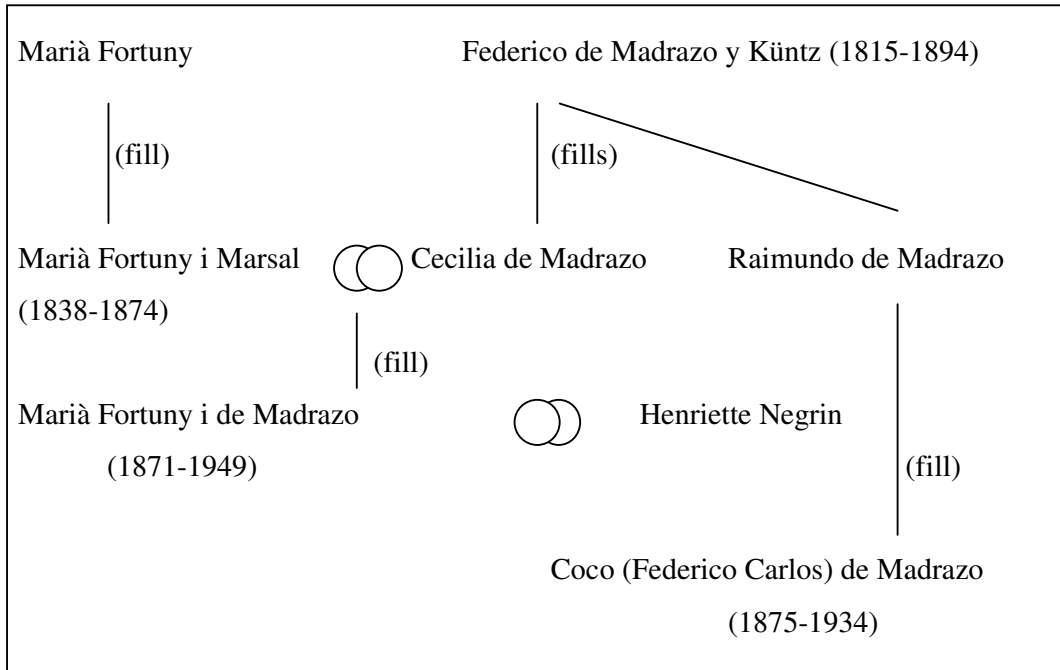 Marià Fortuny Federico de Madrazo y Küntz (1815-1894)
(fill) (fills)
Marià Fortuny i Marsal Cecilia de Madrazo Raimundo de Madrazo
(1838-1874)
(fill)
Marià Fortuny i de Madrazo Henriette Negrin
(1871-1949) (fill)
Coco (Federico Carlos) de Madrazo
(1875-1934)